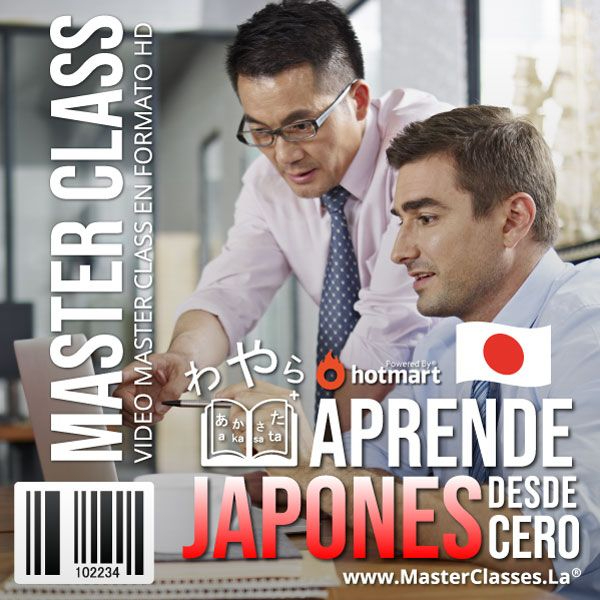 MASTER CLASS
VIDEO MASTER CLASS EN FORMATO HD
わやら
Powered By®
hotmart
あかさた
a ka sa ta
APRENDE
JAPONES
DESDE
CERO
102234
www.MasterClasses.La®